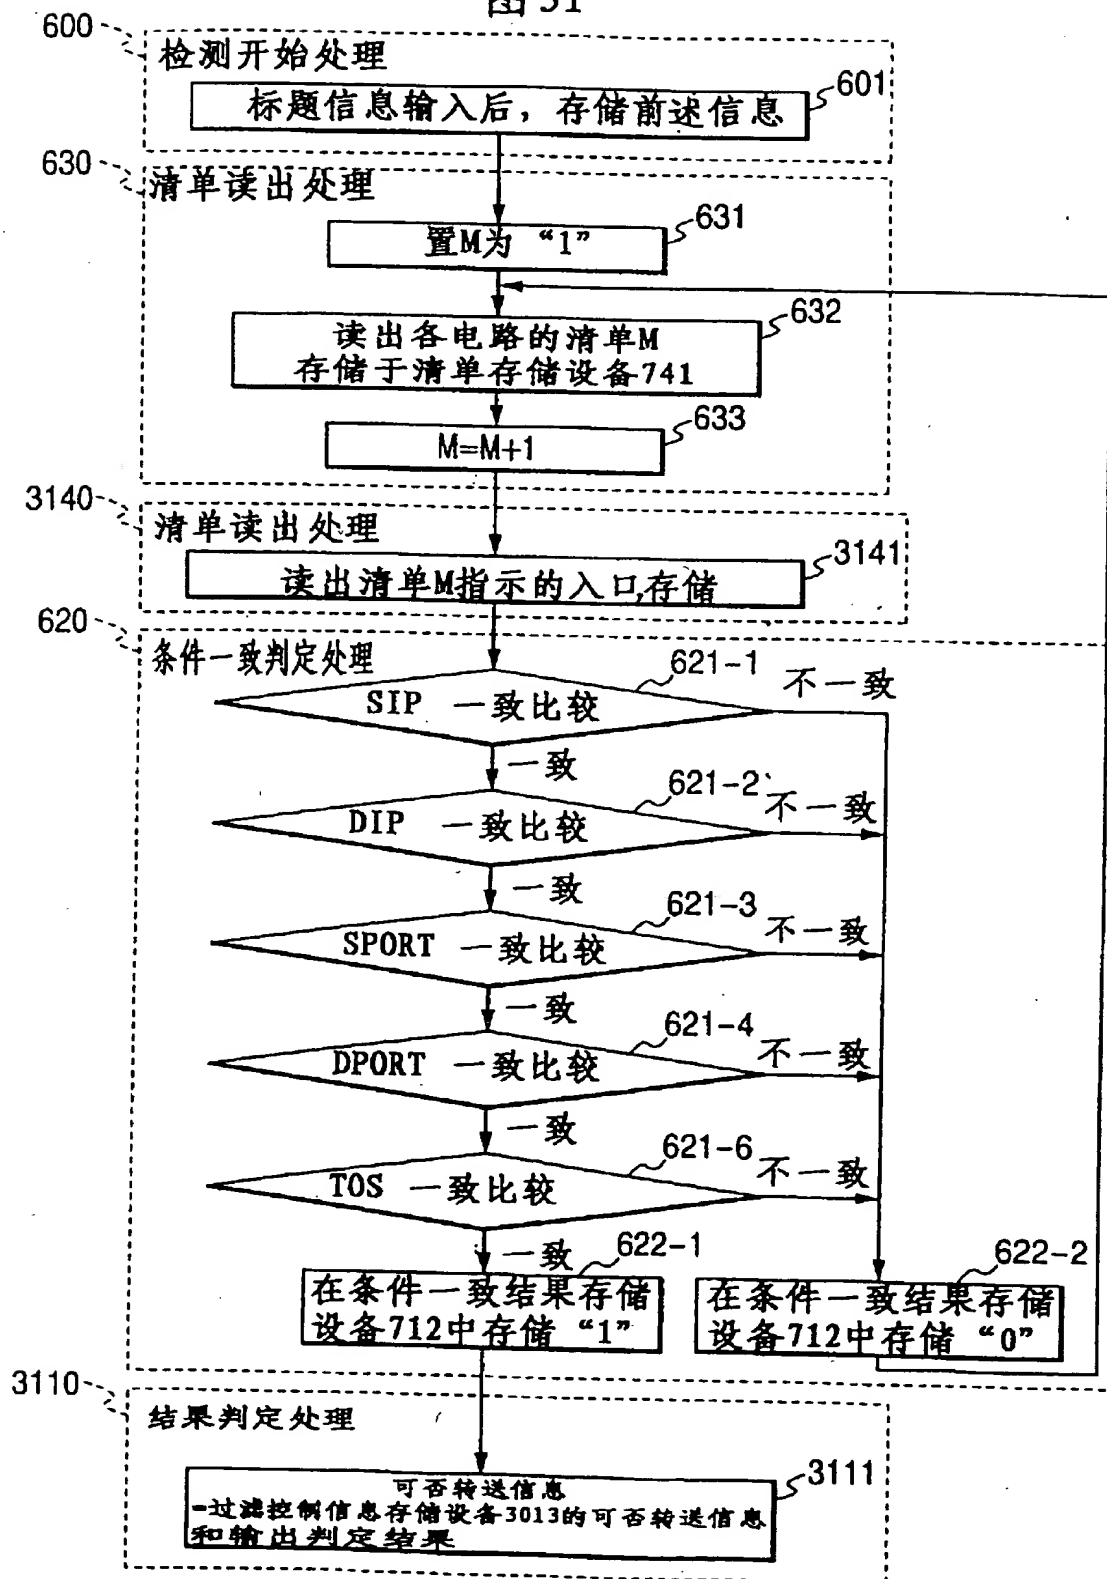 图31
600
检测开始处理
601
标题信息输入后，存储前述信息
630
清单读出处理
631
置M为 “1”
632
读出各电路的清单M
存储于清单存储设备741
633
M=M+1
3140
清单读出处理
3141
读出清单M指示的入口,存储
620
条件一致判定处理
621-1
不一致
SIP 一致比较
一致
621-2
不一致
DIP 一致比较
一致
621-3
不一致
SPORT 一致比较
一致
621-4
不一致
DPORT 一致比较
一致
621-6
不一致
TOS 一致比较
一致
622-1
622-2
在条件一致结果存储
设备712中存储 “1”
在条件一致结果存储
设备712中存储 “0”
3110
结果判定处理
3111
可否转送信息
-过滤控制信息存储设备3013的可否转送信息
和输出判定结果